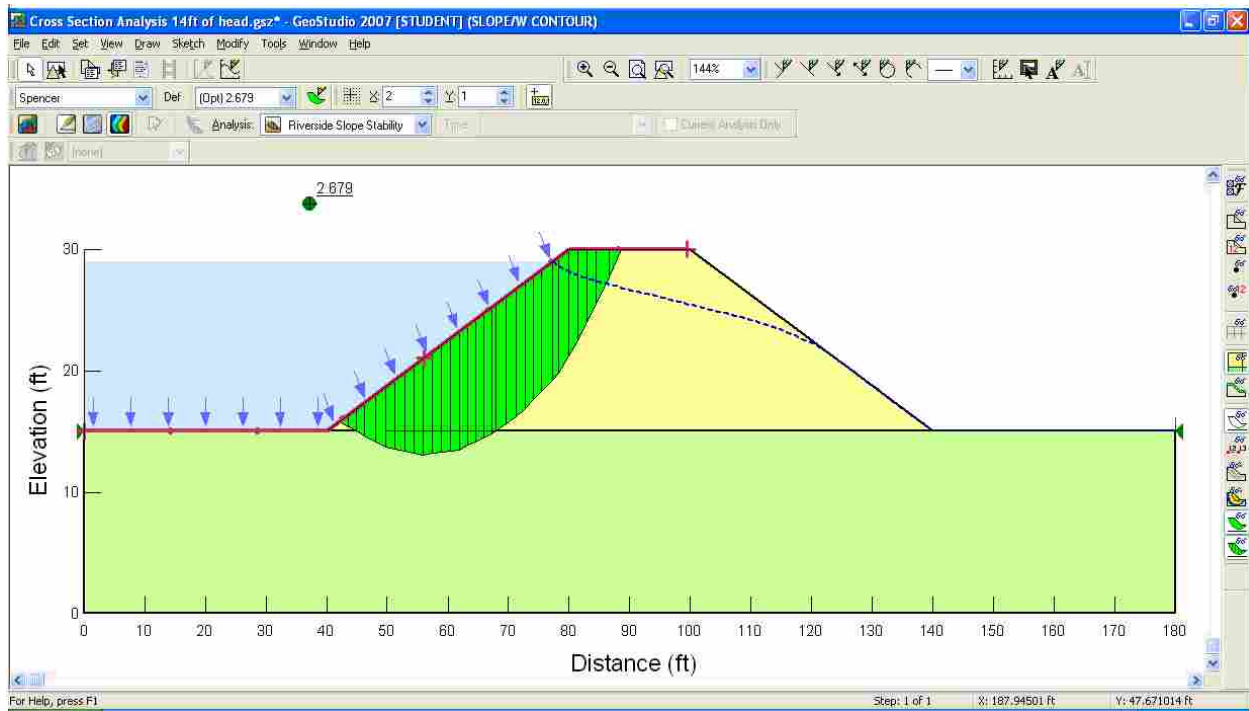 Cross Section Analysis 14ft of head.gsz* - GeoStudio 2007 [STUDENT] (SLOPE/W CONTOUR)
File Edit Set View Draw Sketch Modify Tools Window Help
144%
Spencer Def (Opt) 2.679 X: 2 Y: 1
Analysis: Riverside Slope Stability Time: Current Analysis Only
(none)
2.679
30
20
10
0
Elevation (ft)
0 10 20 30 40 50 60 70 80 90 100 110 120 130 140 150 160 170 180
Distance (ft)
For Help, press F1 Step: 1 of 1 X: 187.94501 ft Y: 47.671014 ft